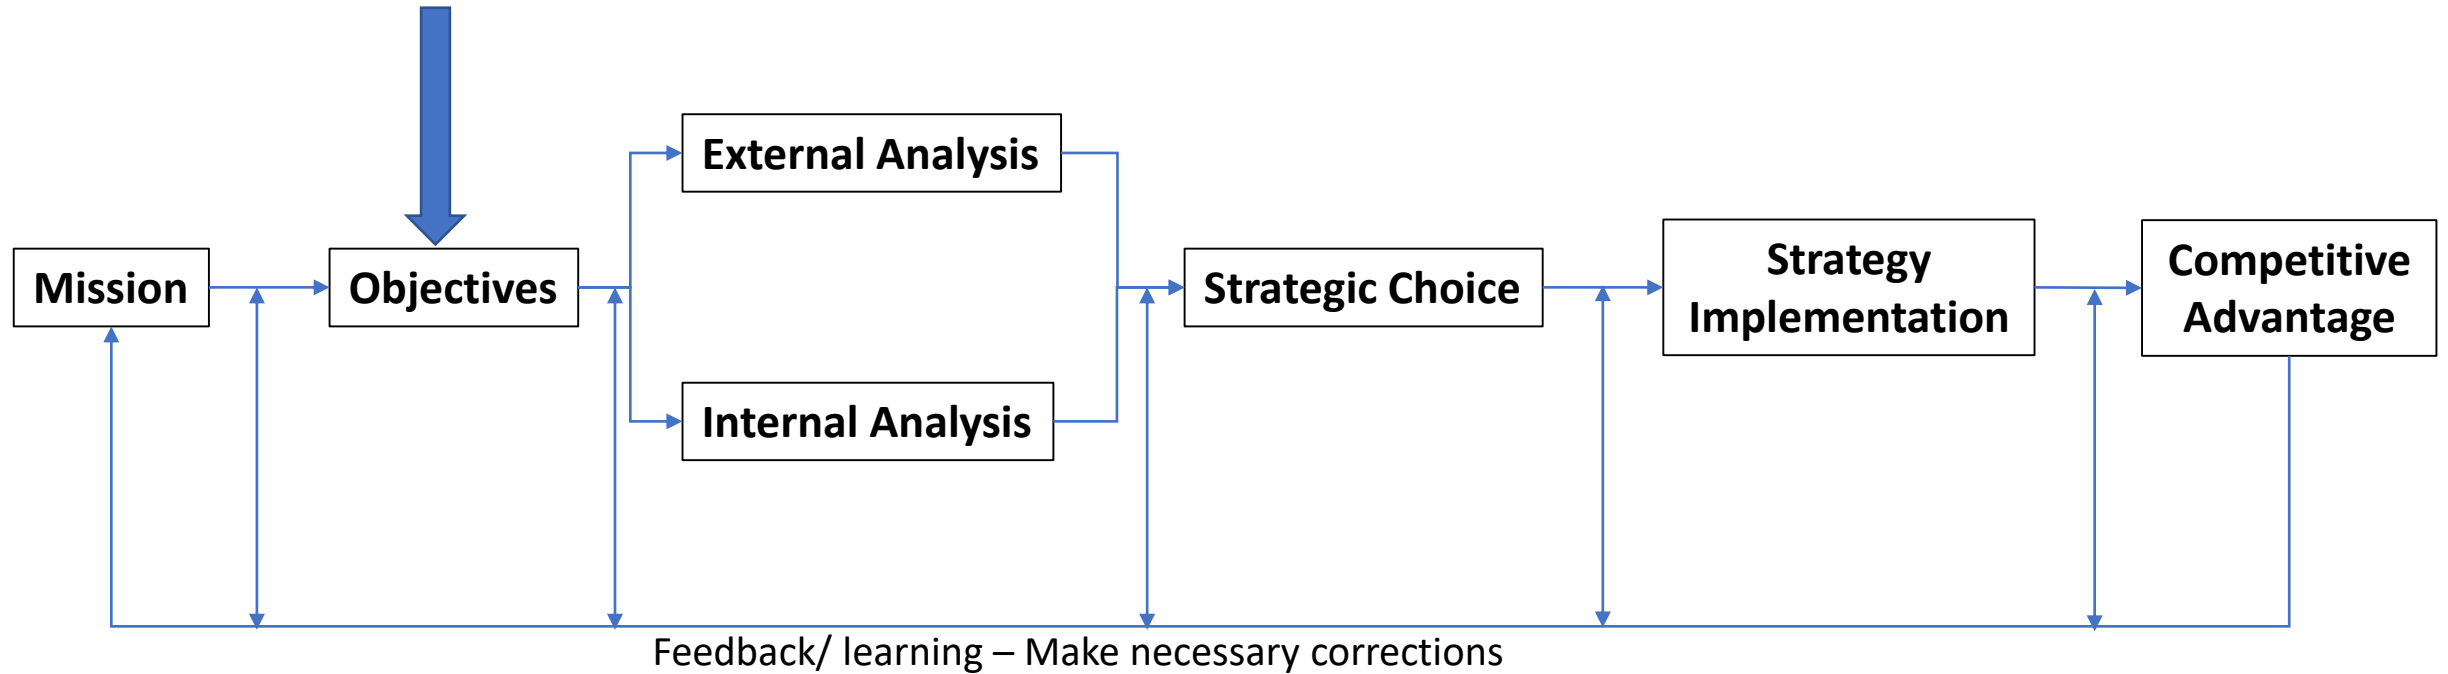 Mission
Objectives
External Analysis
Internal Analysis
Strategic Choice
Strategy
Implementation
Competitive
Advantage
Feedback/ learning – Make necessary corrections